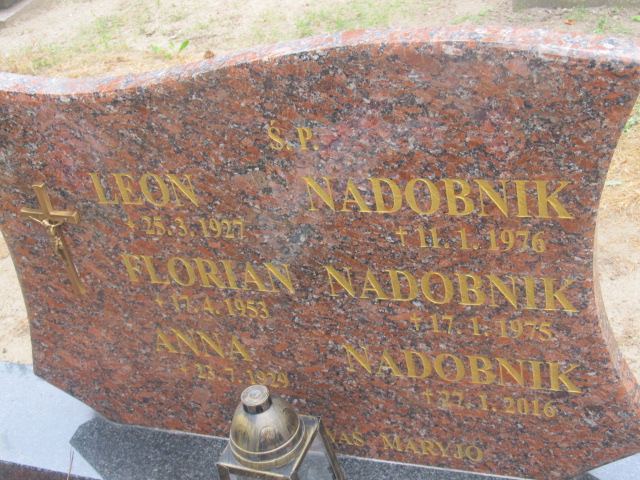 Ś.P.
LEON NADOBNIK
* 25.3.1927 † 11.1.1976
FLORIAN NADOBNIK
* 17.4.1953 † 17.1.1975
ANNA NADOBNIK
* 23.7.1929 † 27.1.2016
MARYJO